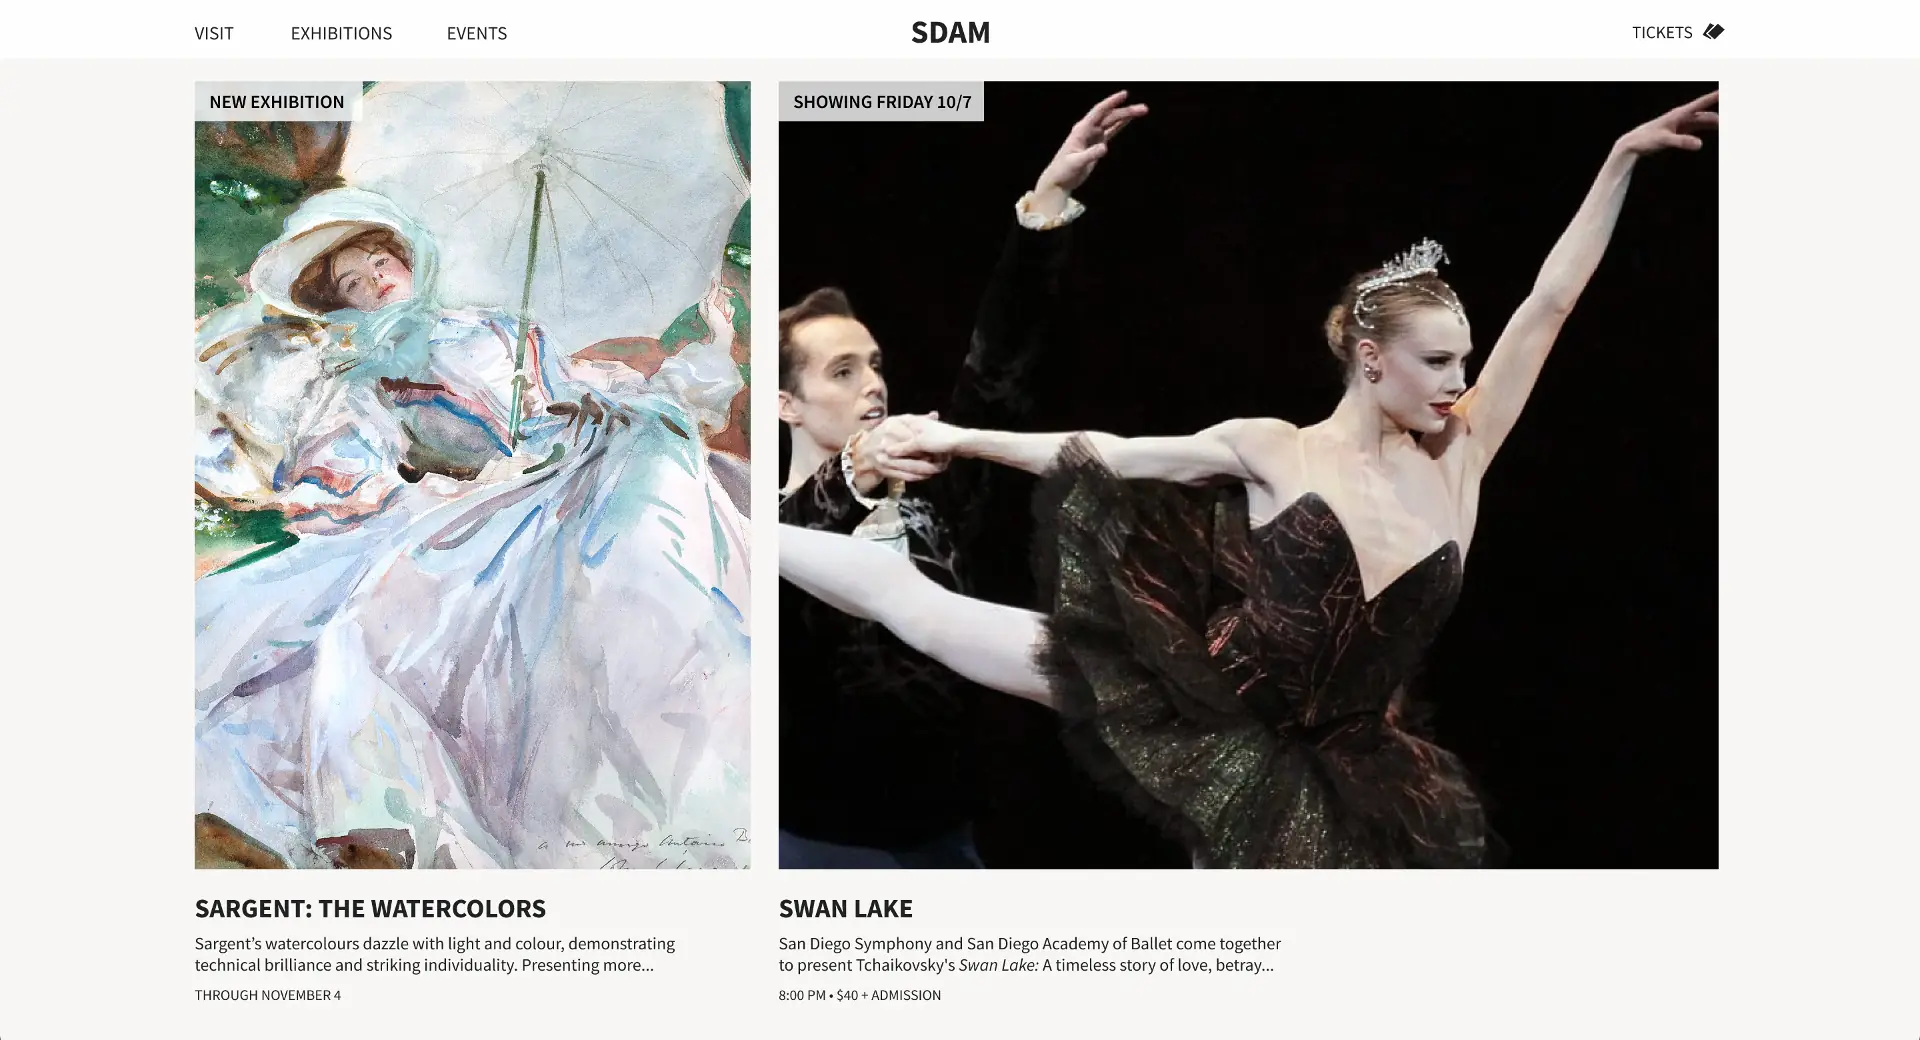 VISIT
EXHIBITIONS
EVENTS
SDAM
TICKETS
NEW EXHIBITION
a mi amigo Antonio B
SARGENT: THE WATERCOLORS
Sargent’s watercolours dazzle with light and colour, demonstrating
technical brilliance and striking individuality. Presenting more...
THROUGH NOVEMBER 4
SHOWING FRIDAY 10/7
SWAN LAKE
San Diego Symphony and San Diego Academy of Ballet come together
to present Tchaikovsky's Swan Lake: A timeless story of love, betray...
8:00 PM • $40 + ADMISSION